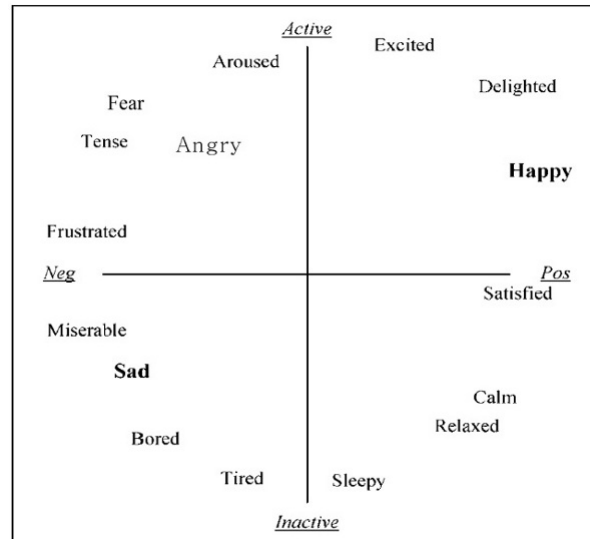 Active
Excited
Aroused
Delighted
Fear
Tense
Angry
Happy
Frustrated
Neg
Pos
Satisfied
Miserable
Sad
Calm
Relaxed
Bored
Tired
Sleepy
Inactive